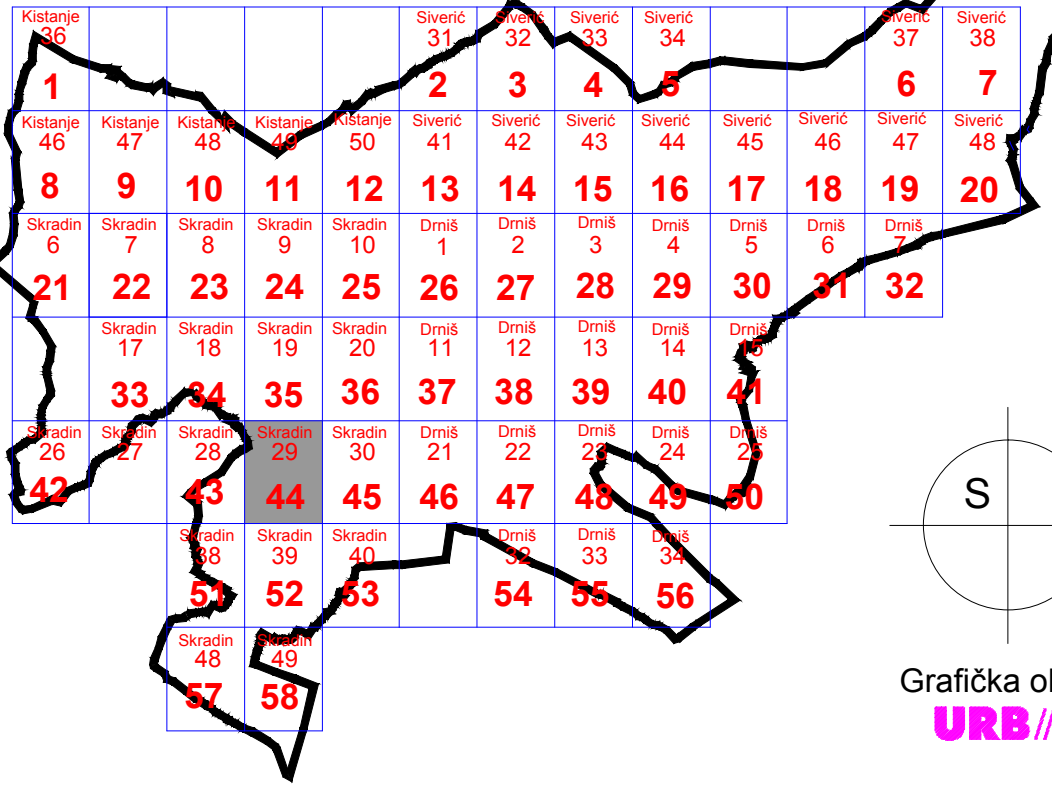 Kistanje Siverić Siverić Siverić Siverić Siverić Siverić
36 31 32 33 34 37 38
1 2 3 4 5 6 7
Kistanje Kistanje Kistanje Kistanje Kistanje Siverić Siverić Siverić Siverić Siverić Siverić Siverić Siverić
46 47 48 49 50 41 42 43 44 45 46 47 48
8 9 10 11 12 13 14 15 16 17 18 19 20
Skradin Skradin Skradin Skradin Skradin Drniš Drniš Drniš Drniš Drniš Drniš Drniš
6 7 8 9 10 1 2 3 4 5 6 7
21 22 23 24 25 26 27 28 29 30 31 32
Skradin Skradin Skradin Skradin Drniš Drniš Drniš Drniš Drniš
17 18 19 20 11 12 13 14 15
33 34 35 36 37 38 39 40 41
Skradin Skradin Skradin Skradin Skradin Drniš Drniš Drniš Drniš Drniš
26 27 28 29 30 21 22 23 24 25
42 43 44 45 46 47 48 49 50
Skradin Skradin Skradin Drniš Drniš Drniš
38 39 40 32 33 34
51 52 53 54 55 56
Skradin Skradin
48 49
57 58
S
Grafička
URB//